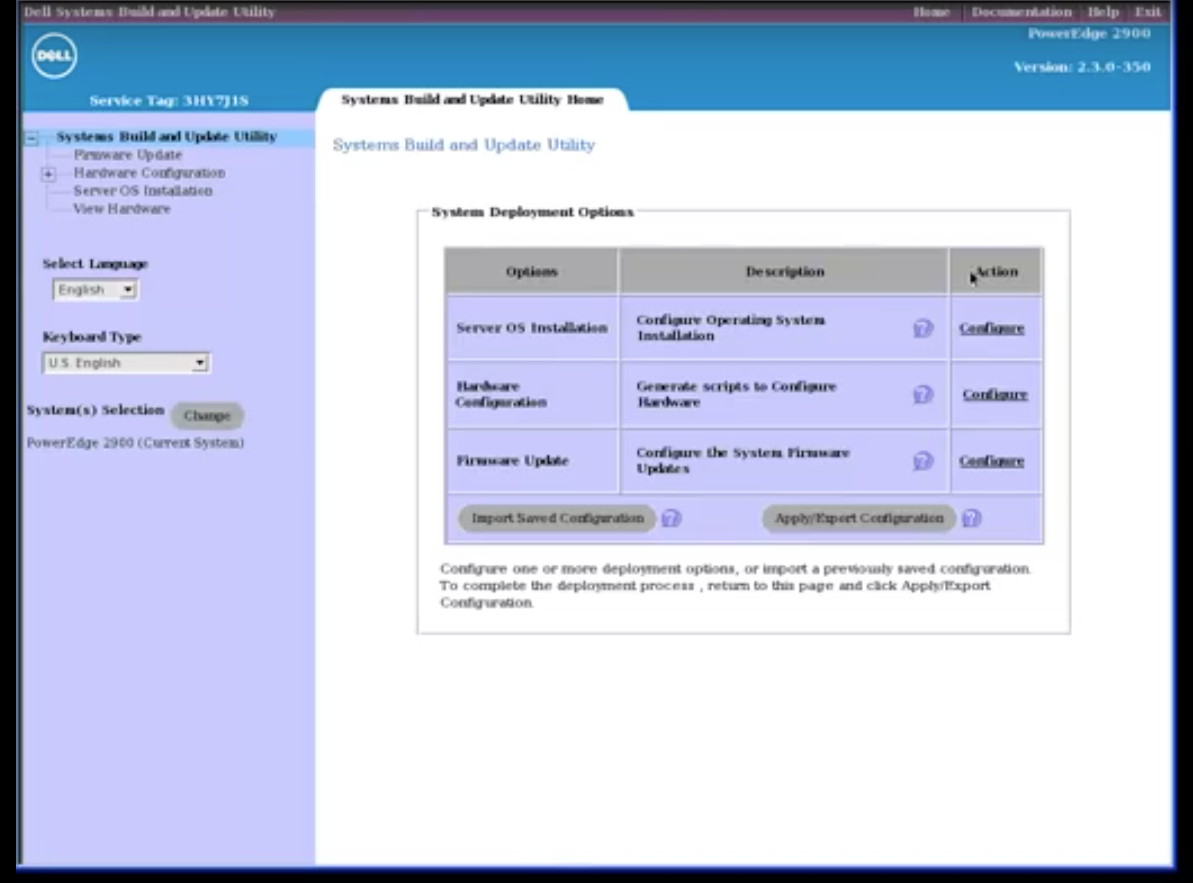 Dell Systems Build and Update Utility
Home Documentation Help Exit
DELL
PowerEdge 2900
Version: 2.3.0-350
Service Tag: 3HY7J1S
Systems Build and Update Utility Home
Systems Build and Update Utility
Firmware Update
Hardware Configuration
Server OS Installation
View Hardware
Select Language
English
Keyboard Type
U.S. English
System(s) Selection Change
PowerEdge 2900 (Current System)
Systems Build and Update Utility
System Deployment Options
Options Description Action
Server OS Installation
Configure Operating System
Installation
? Configure
Hardware
Configuration
Generate scripts to Configure
Hardware
? Configure
Firmware Update
Configure the System Firmware
Updates
? Configure
Import Saved Configuration ? Apply/Export Configuration ?
Configure one or more deployment options, or import a previously saved configuration.
To complete the deployment process , return to this page and click Apply/Export
Configuration.